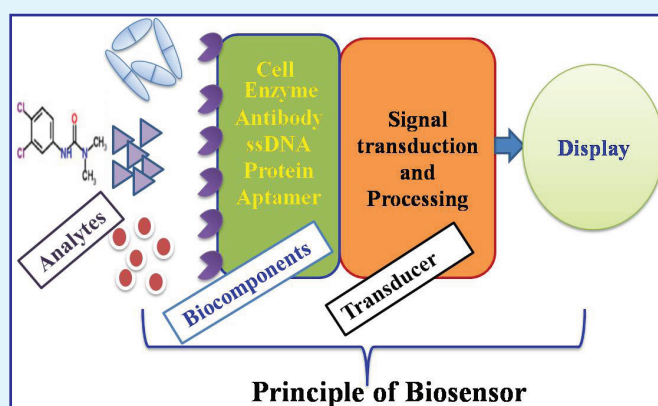 Cl
Cl
O
NH
N
CH₃
CH₃
Analytes
Cell
Enzyme
Antibody
ssDNA
Protein
Aptamer
Biocomponents
Signal
transduction
and
Processing
Transducer
Display
Principle of Biosensor